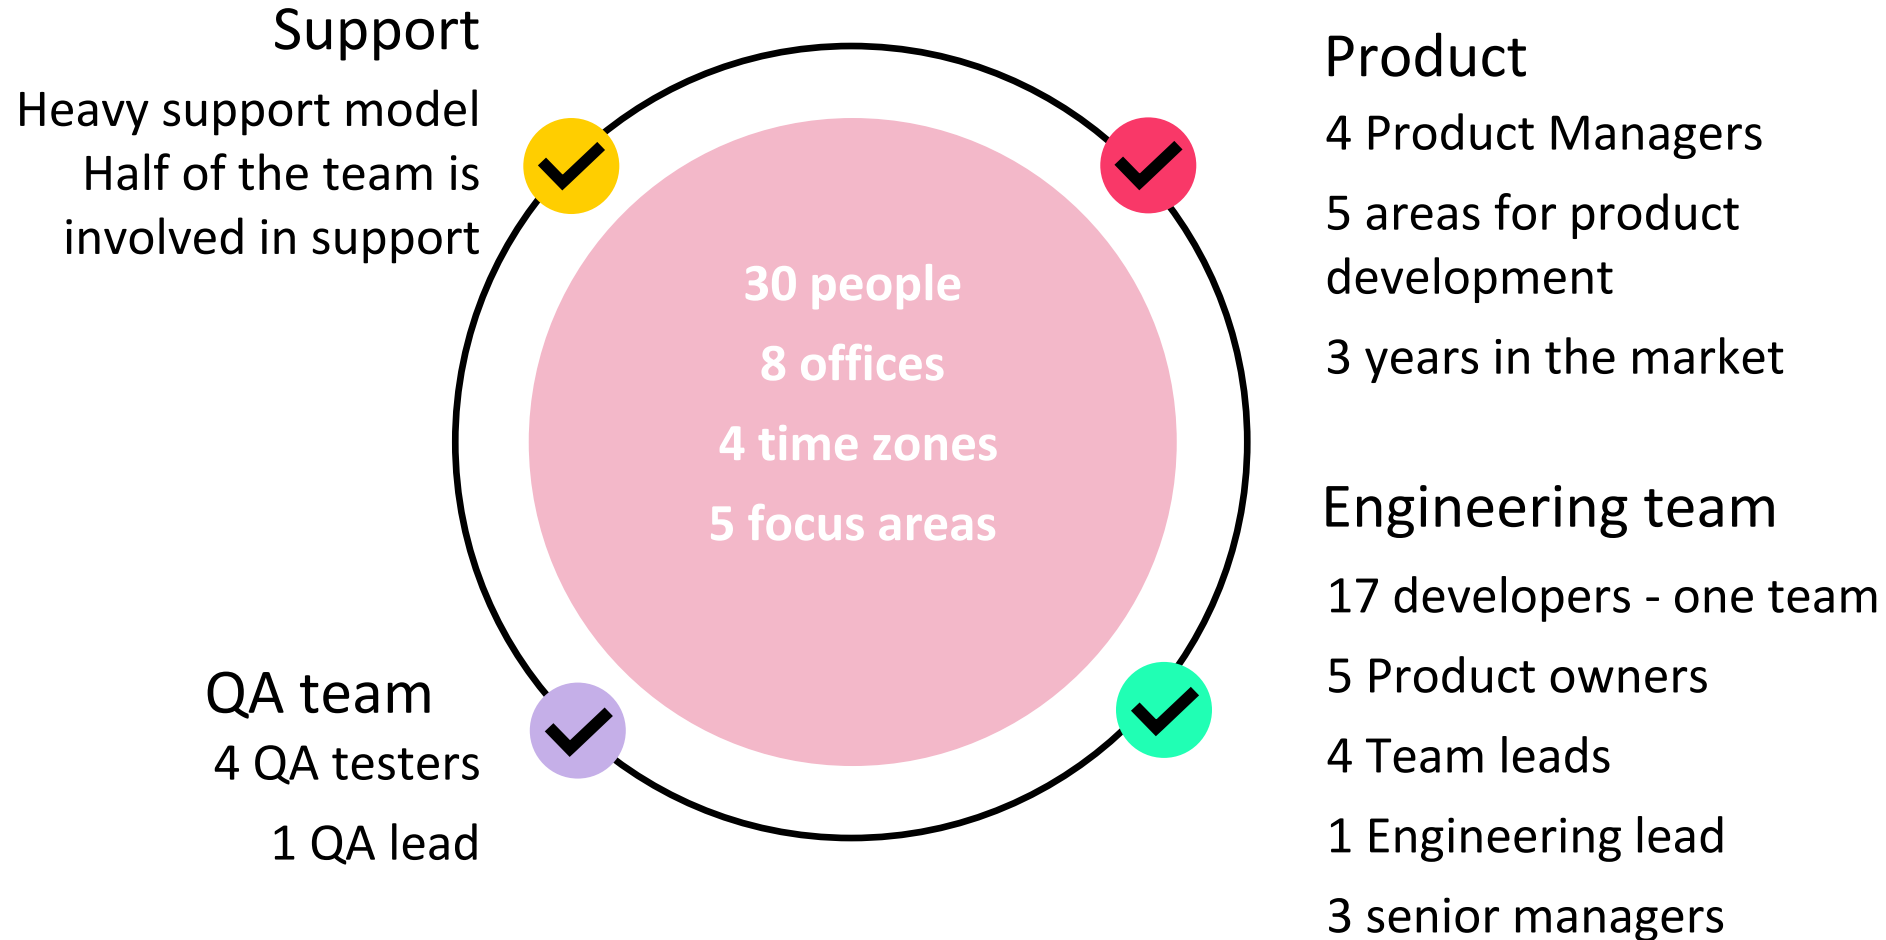 Support
Heavy support model
Half of the team is
involved in support
Product
4 Product Managers
5 areas for product
development
3 years in the market
30 people
8 offices
4 time zones
5 focus areas
QA team
4 QA testers
1 QA lead
Engineering team
17 developers - one team
5 Product owners
4 Team leads
1 Engineering lead
3 senior managers